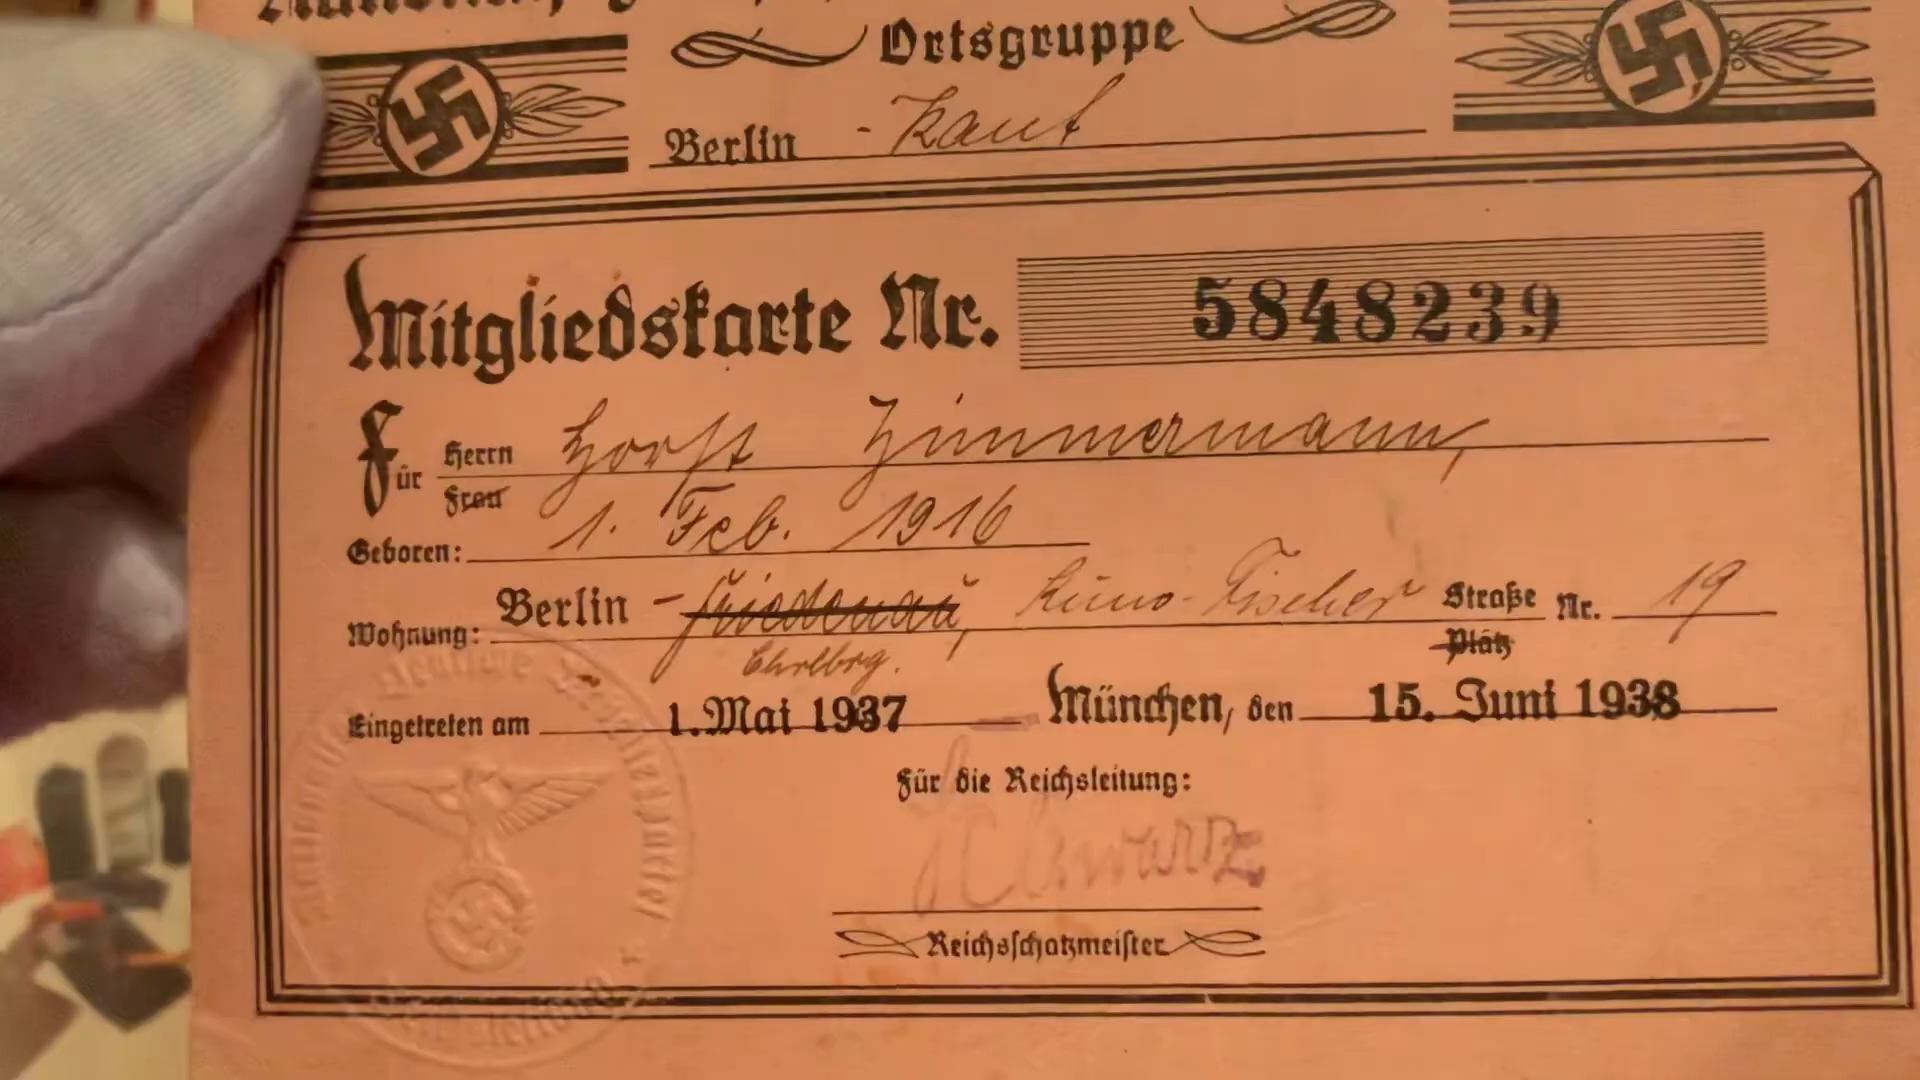 Ortsgruppe
Berlin - Kant
Mitgliedskarte Nr. 5848239
Für Herrn Horst Zimmermann,
Frau
Geboren: 1. Feb. 1916
Wohnung: Berlin - Friedenau, Kuno-Fischer Straße Nr. 19
Chrlbrg. Platz
Eingetreten am 1. Mai 1937 München, den 15. Juni 1938
Für die Reichsleitung:
Schwarz
Reichsschatzmeister